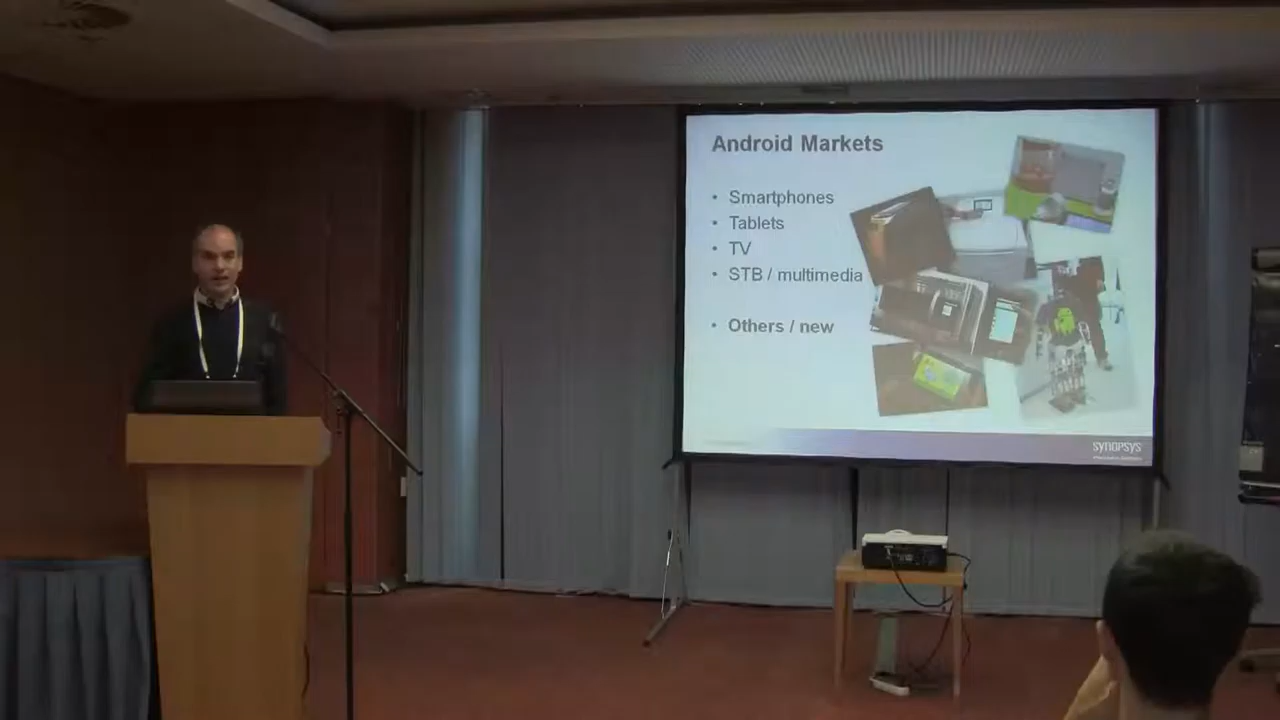 Android Markets
• Smartphones
• Tablets
• TV
• STB / multimedia
• Others / new
SYNOPSYS